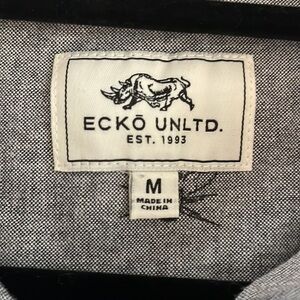 ECKŌ UNLTD.
EST. 1993
M
MADE IN
CHINA